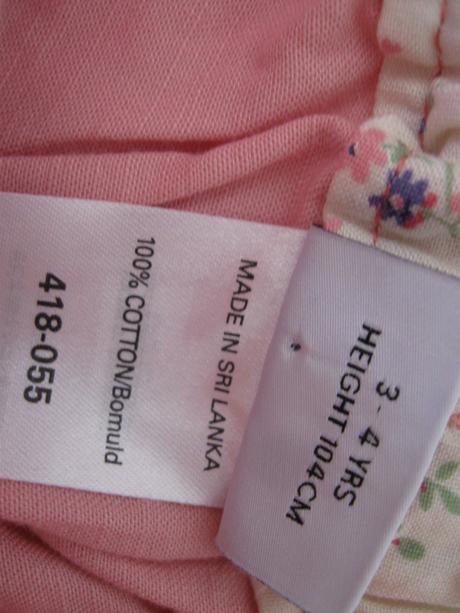 3-4 YRS
HEIGHT 104CM
MADE IN SRI LANKA
100% COTTON/Bomuld
418-055